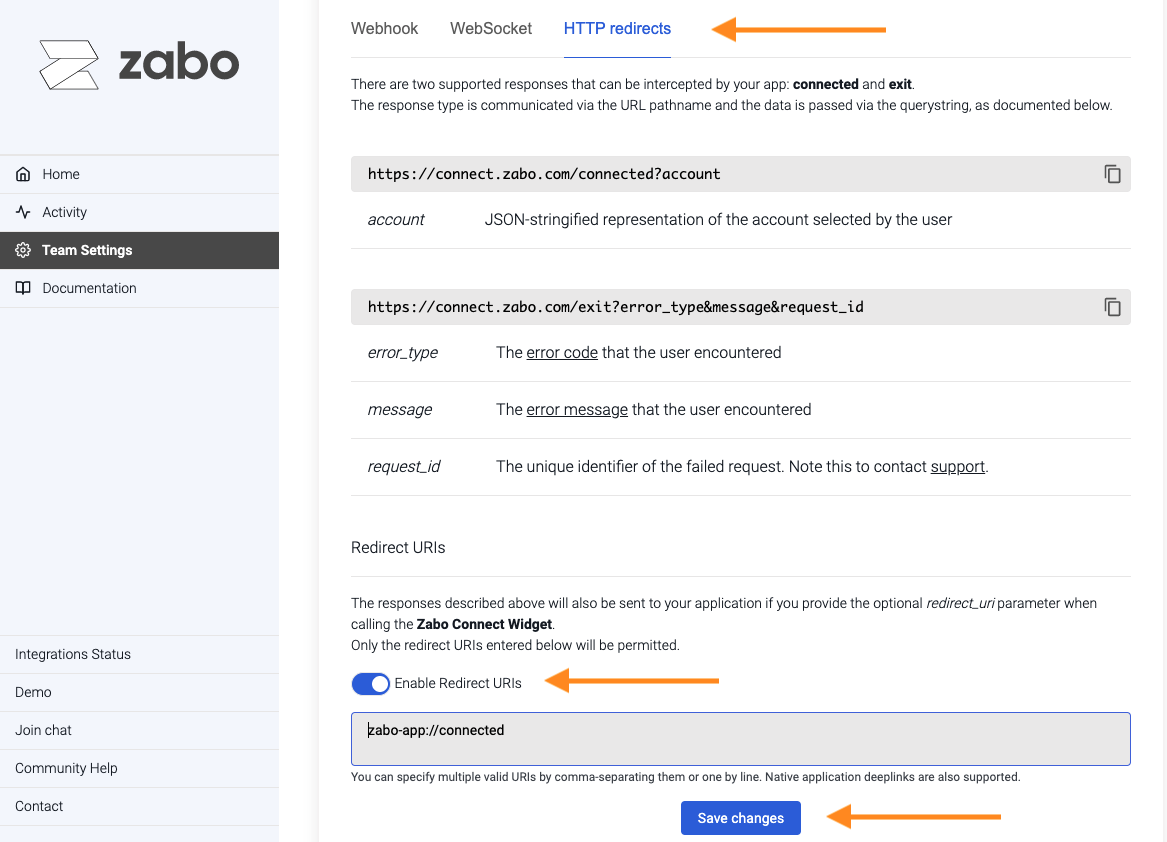 zabo
Home
Activity
Team Settings
Documentation
Integrations Status
Demo
Join chat
Community Help
Contact
Webhook WebSocket HTTP redirects
There are two supported responses that can be intercepted by your app: connected and exit.
The response type is communicated via the URL pathname and the data is passed via the querystring, as documented below.
https://connect.zabo.com/connected?account
account JSON-stringified representation of the account selected by the user
https://connect.zabo.com/exit?error_type&message&request_id
error_type The error code that the user encountered
message The error message that the user encountered
request_id The unique identifier of the failed request. Note this to contact support.
Redirect URIs
The responses described above will also be sent to your application if you provide the optional redirect_uri parameter when
calling the Zabo Connect Widget.
Only the redirect URIs entered below will be permitted.
Enable Redirect URIs
zabo-app://connected
You can specify multiple valid URIs by comma-separating them or one by line. Native application deeplinks are also supported.
Save changes